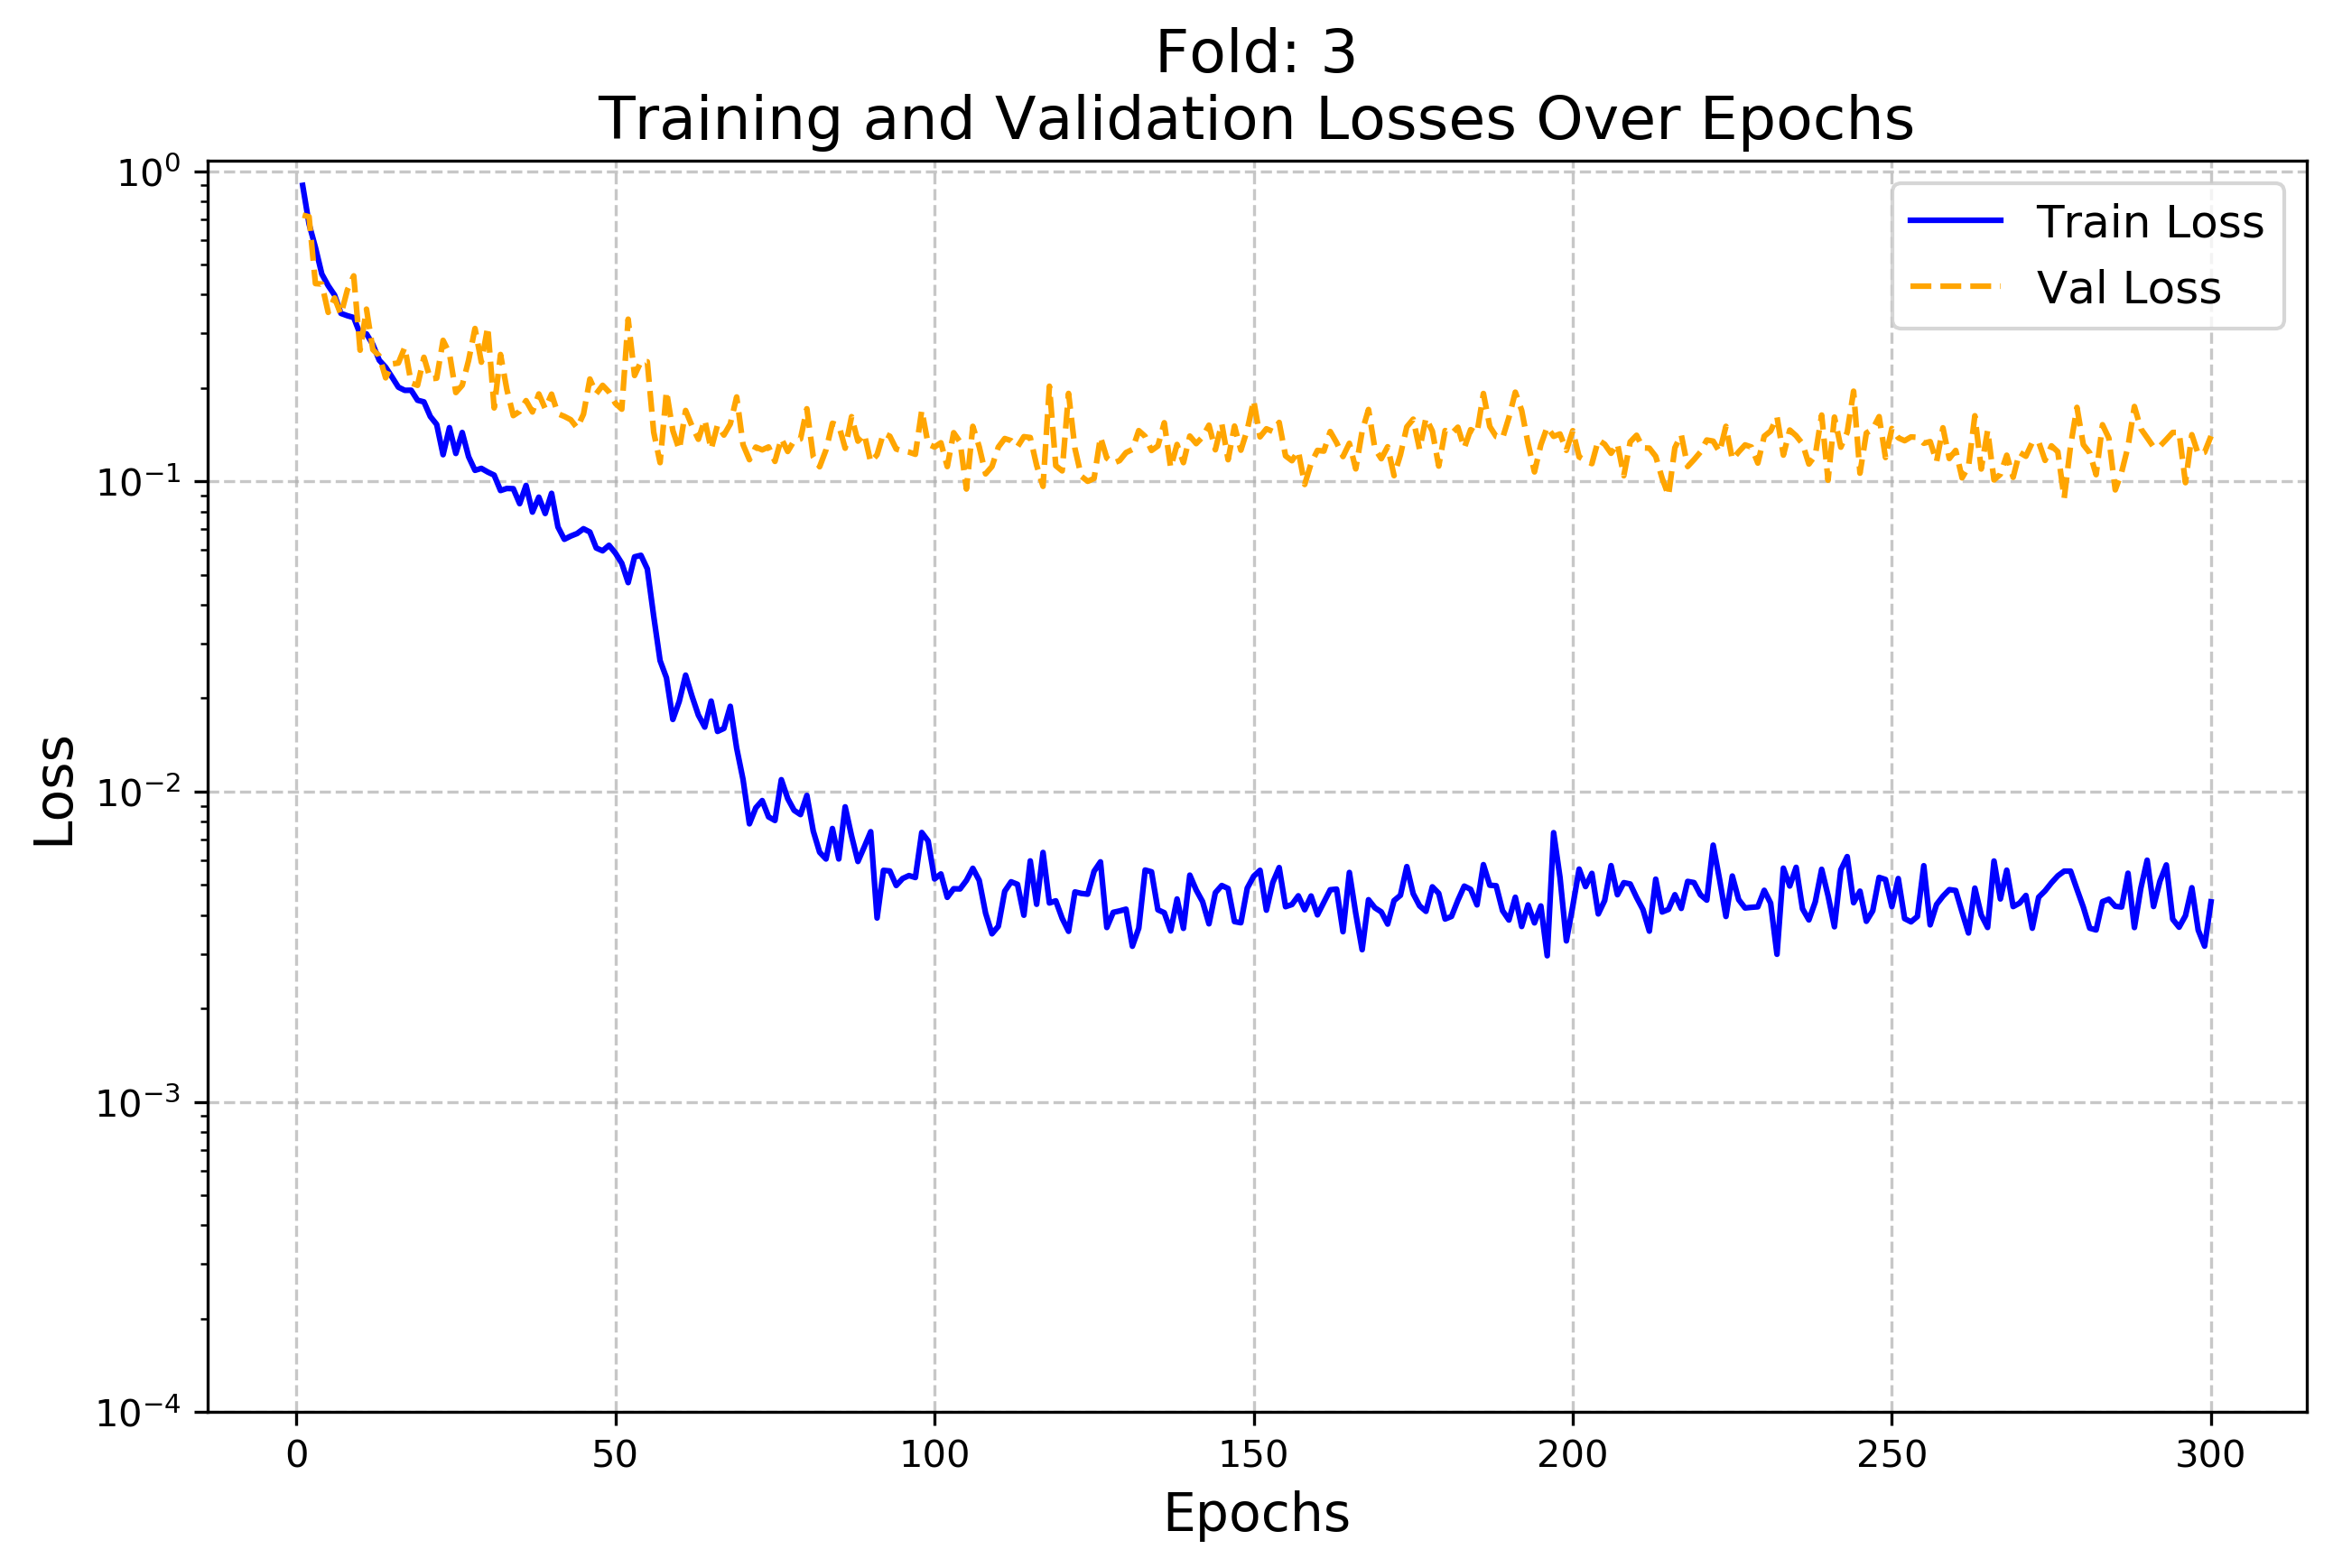 Fold: 3
Training and Validation Losses Over Epochs
Train Loss
Val Loss
Loss
10⁰
10⁻¹
10⁻²
10⁻³
10⁻⁴
0 50 100 150 200 250 300
Epochs